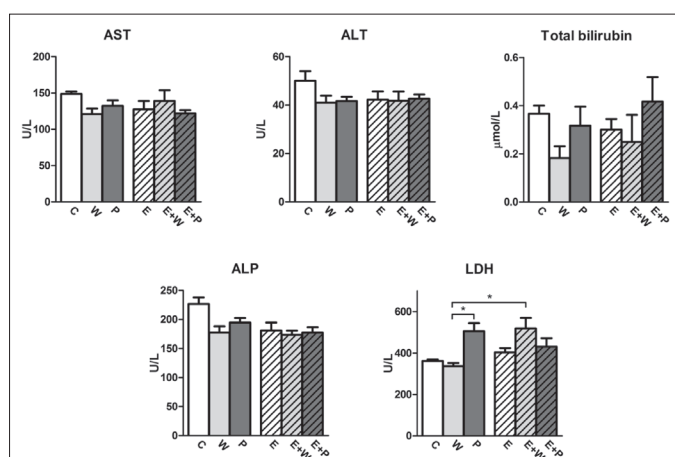 AST
U/L
200
150
100
50
0
C W P E E+W E+P
ALT
U/L
60
40
20
0
C W P E E+W E+P
Total bilirubin
µmol/L
0.6
0.4
0.2
0.0
C W P E E+W E+P
ALP
U/L
250
200
150
100
50
0
C W P E E+W E+P
LDH
U/L
600
400
200
0
*
*
C W P E E+W E+P